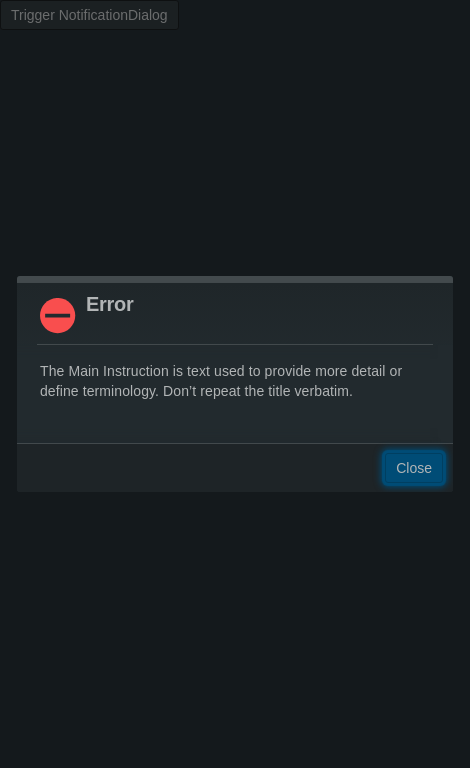 Trigger NotificationDialog
Error
The Main Instruction is text used to provide more detail or
define terminology. Don’t repeat the title verbatim.
Close